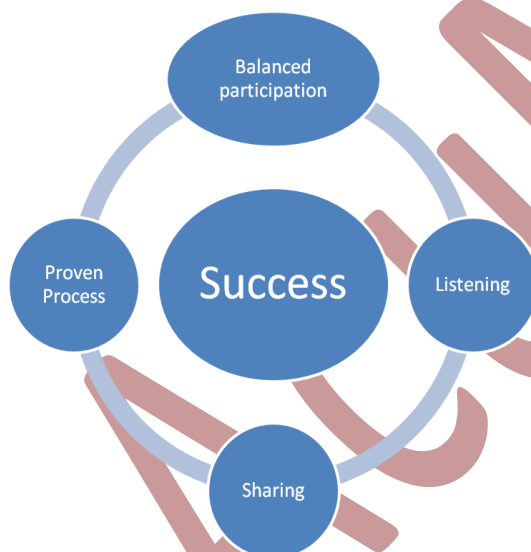 Balanced
participation
Proven
Process
Success
Listening
Sharing